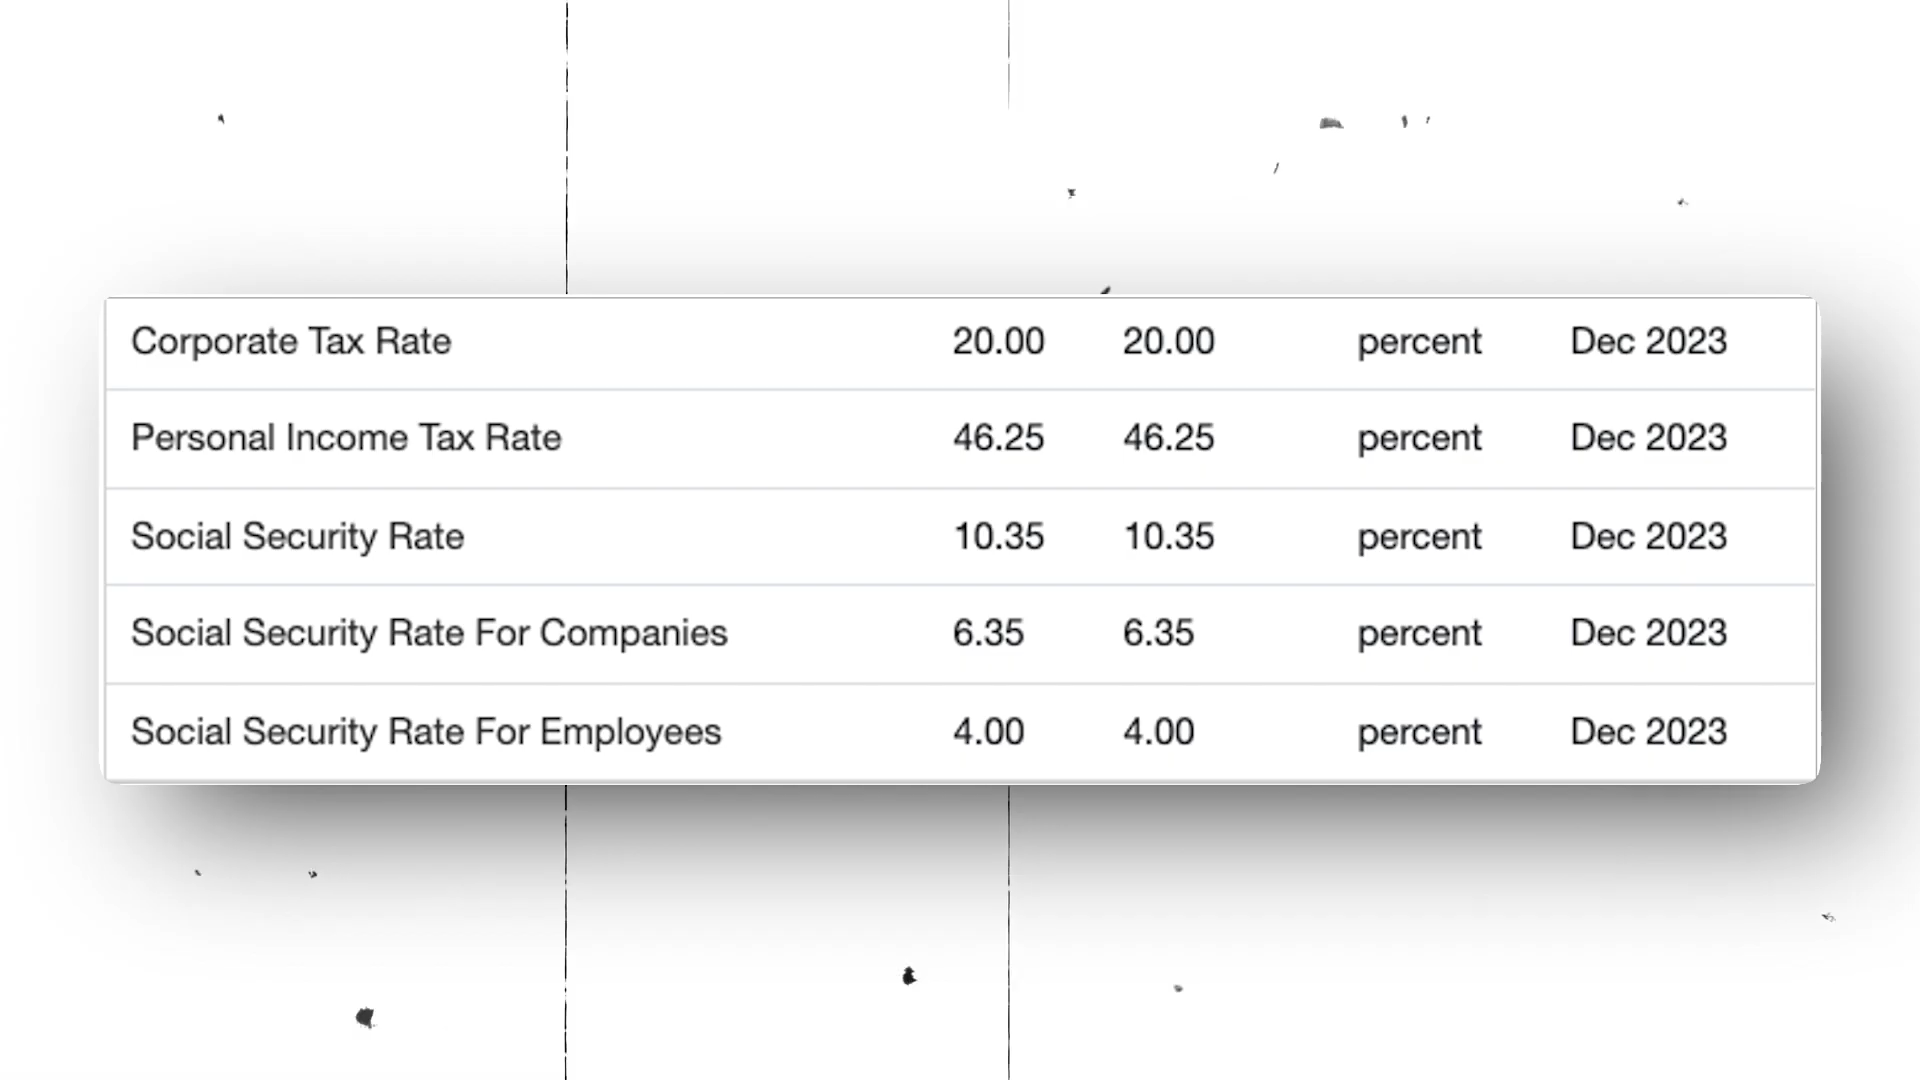 Corporate Tax Rate 20.00 20.00 percent Dec 2023
Personal Income Tax Rate 46.25 46.25 percent Dec 2023
Social Security Rate 10.35 10.35 percent Dec 2023
Social Security Rate For Companies 6.35 6.35 percent Dec 2023
Social Security Rate For Employees 4.00 4.00 percent Dec 2023